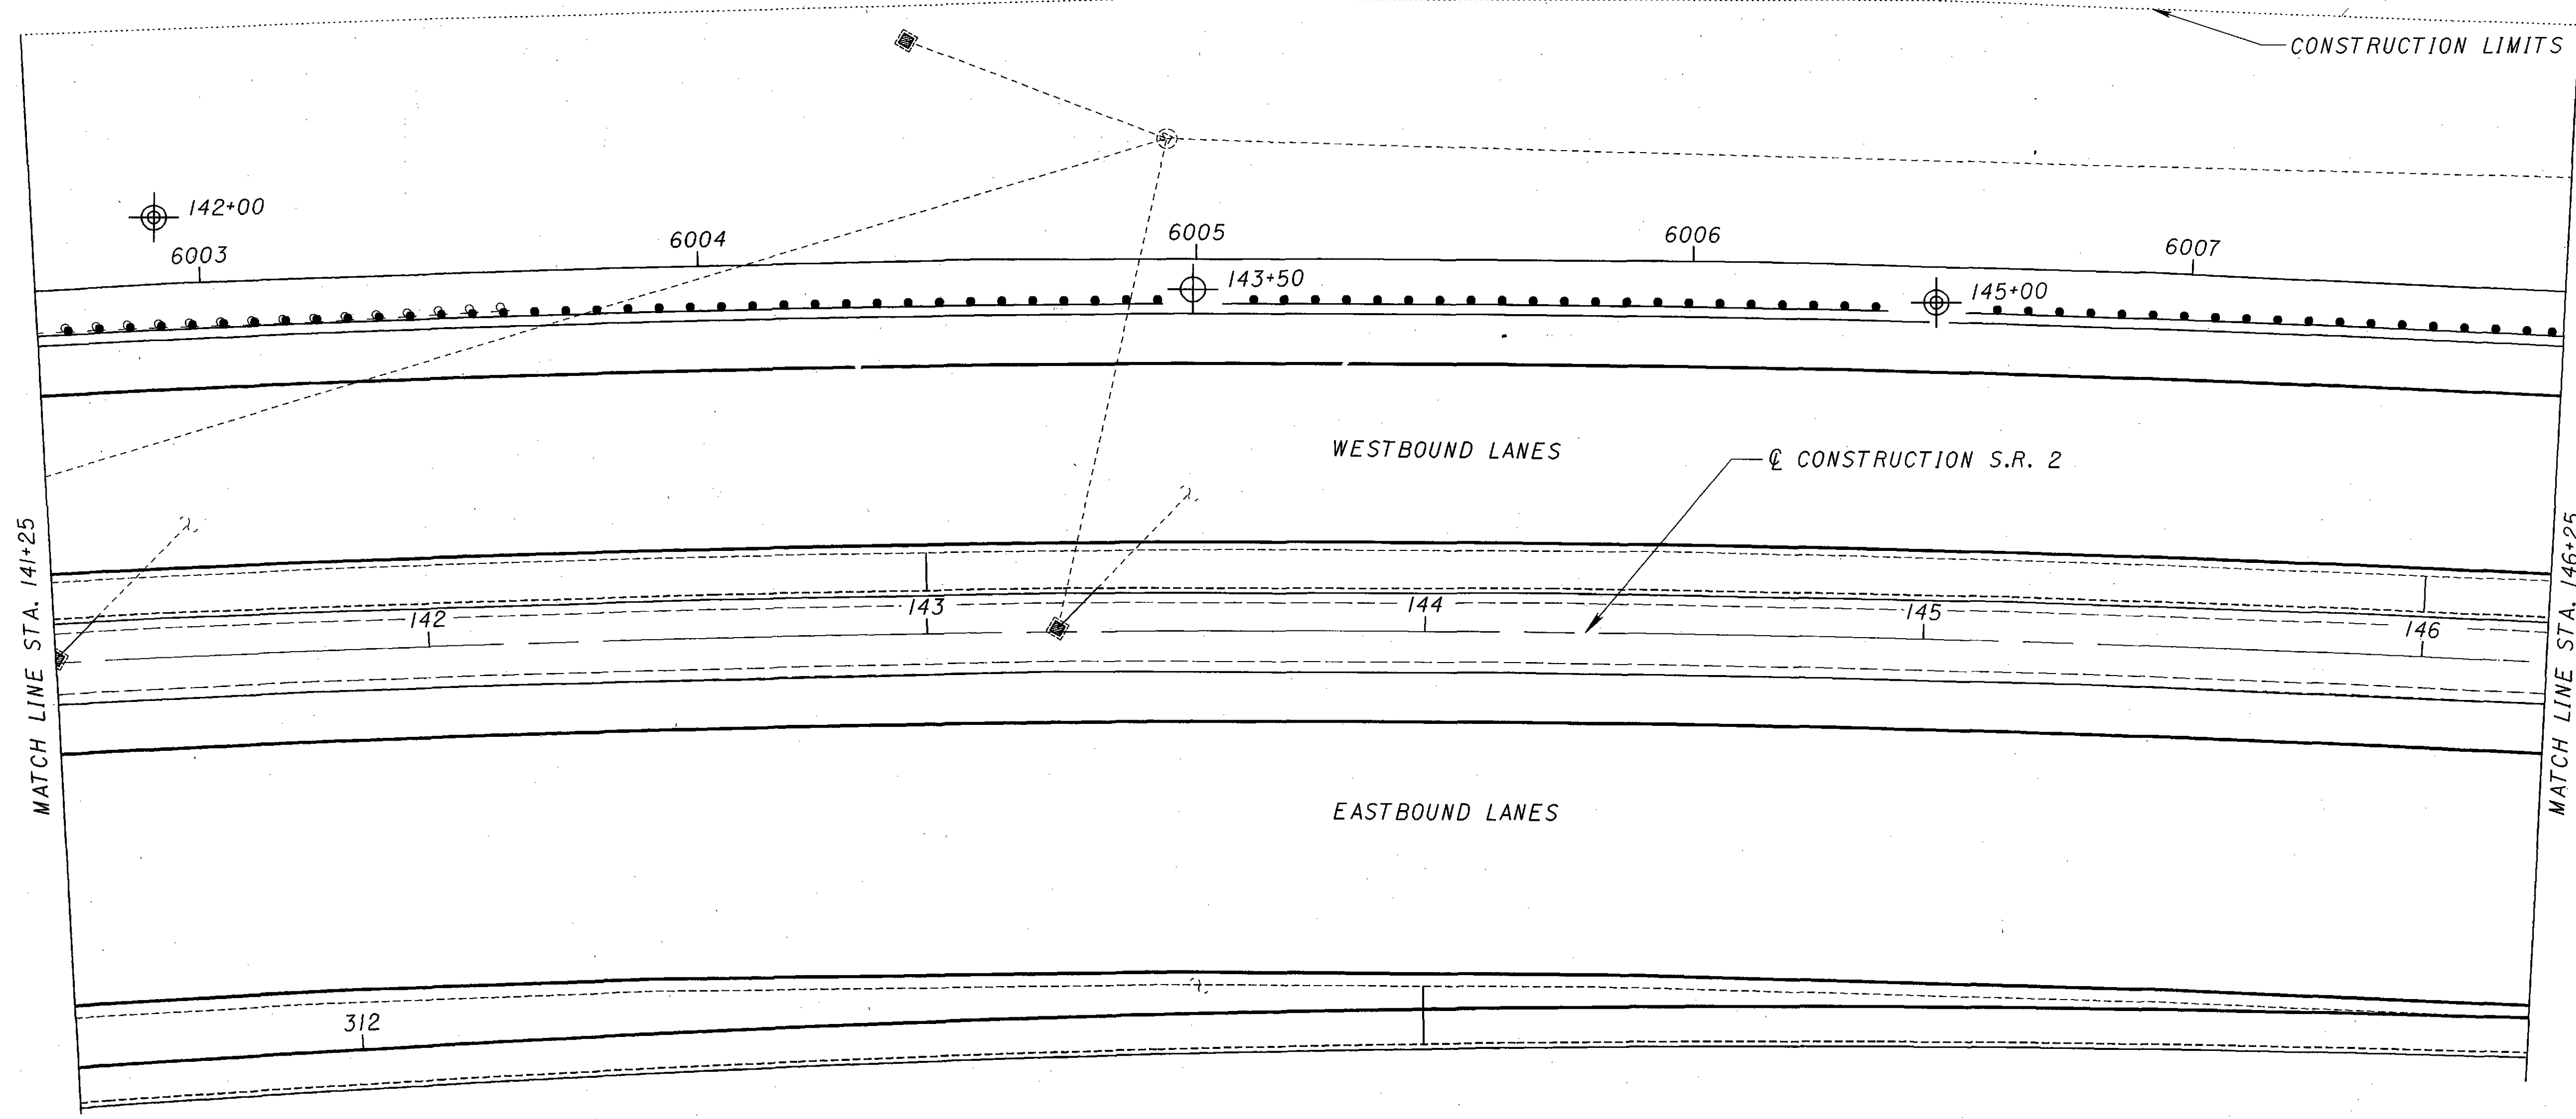 CONSTRUCTION LIMITS
142+00
6003
6004
6005
6006
6007
143+50
145+00
WESTBOUND LANES
℄ CONSTRUCTION S.R. 2
MATCH LINE STA. 141+25
MATCH LINE STA. 146+25
142
143
144
145
146
EASTBOUND LANES
312